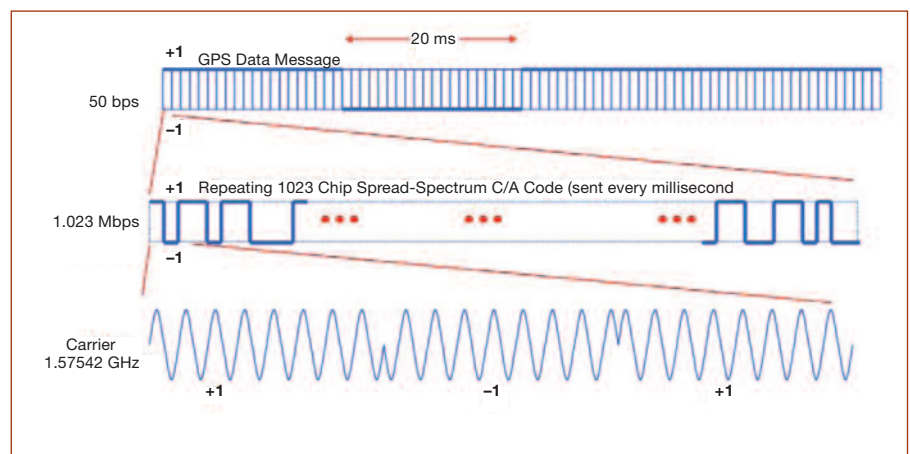 20 ms
+1 GPS Data Message
50 bps
–1
+1 Repeating 1023 Chip Spread-Spectrum C/A Code (sent every millisecond
1.023 Mbps
–1
Carrier
1.57542 GHz
+1 –1 +1